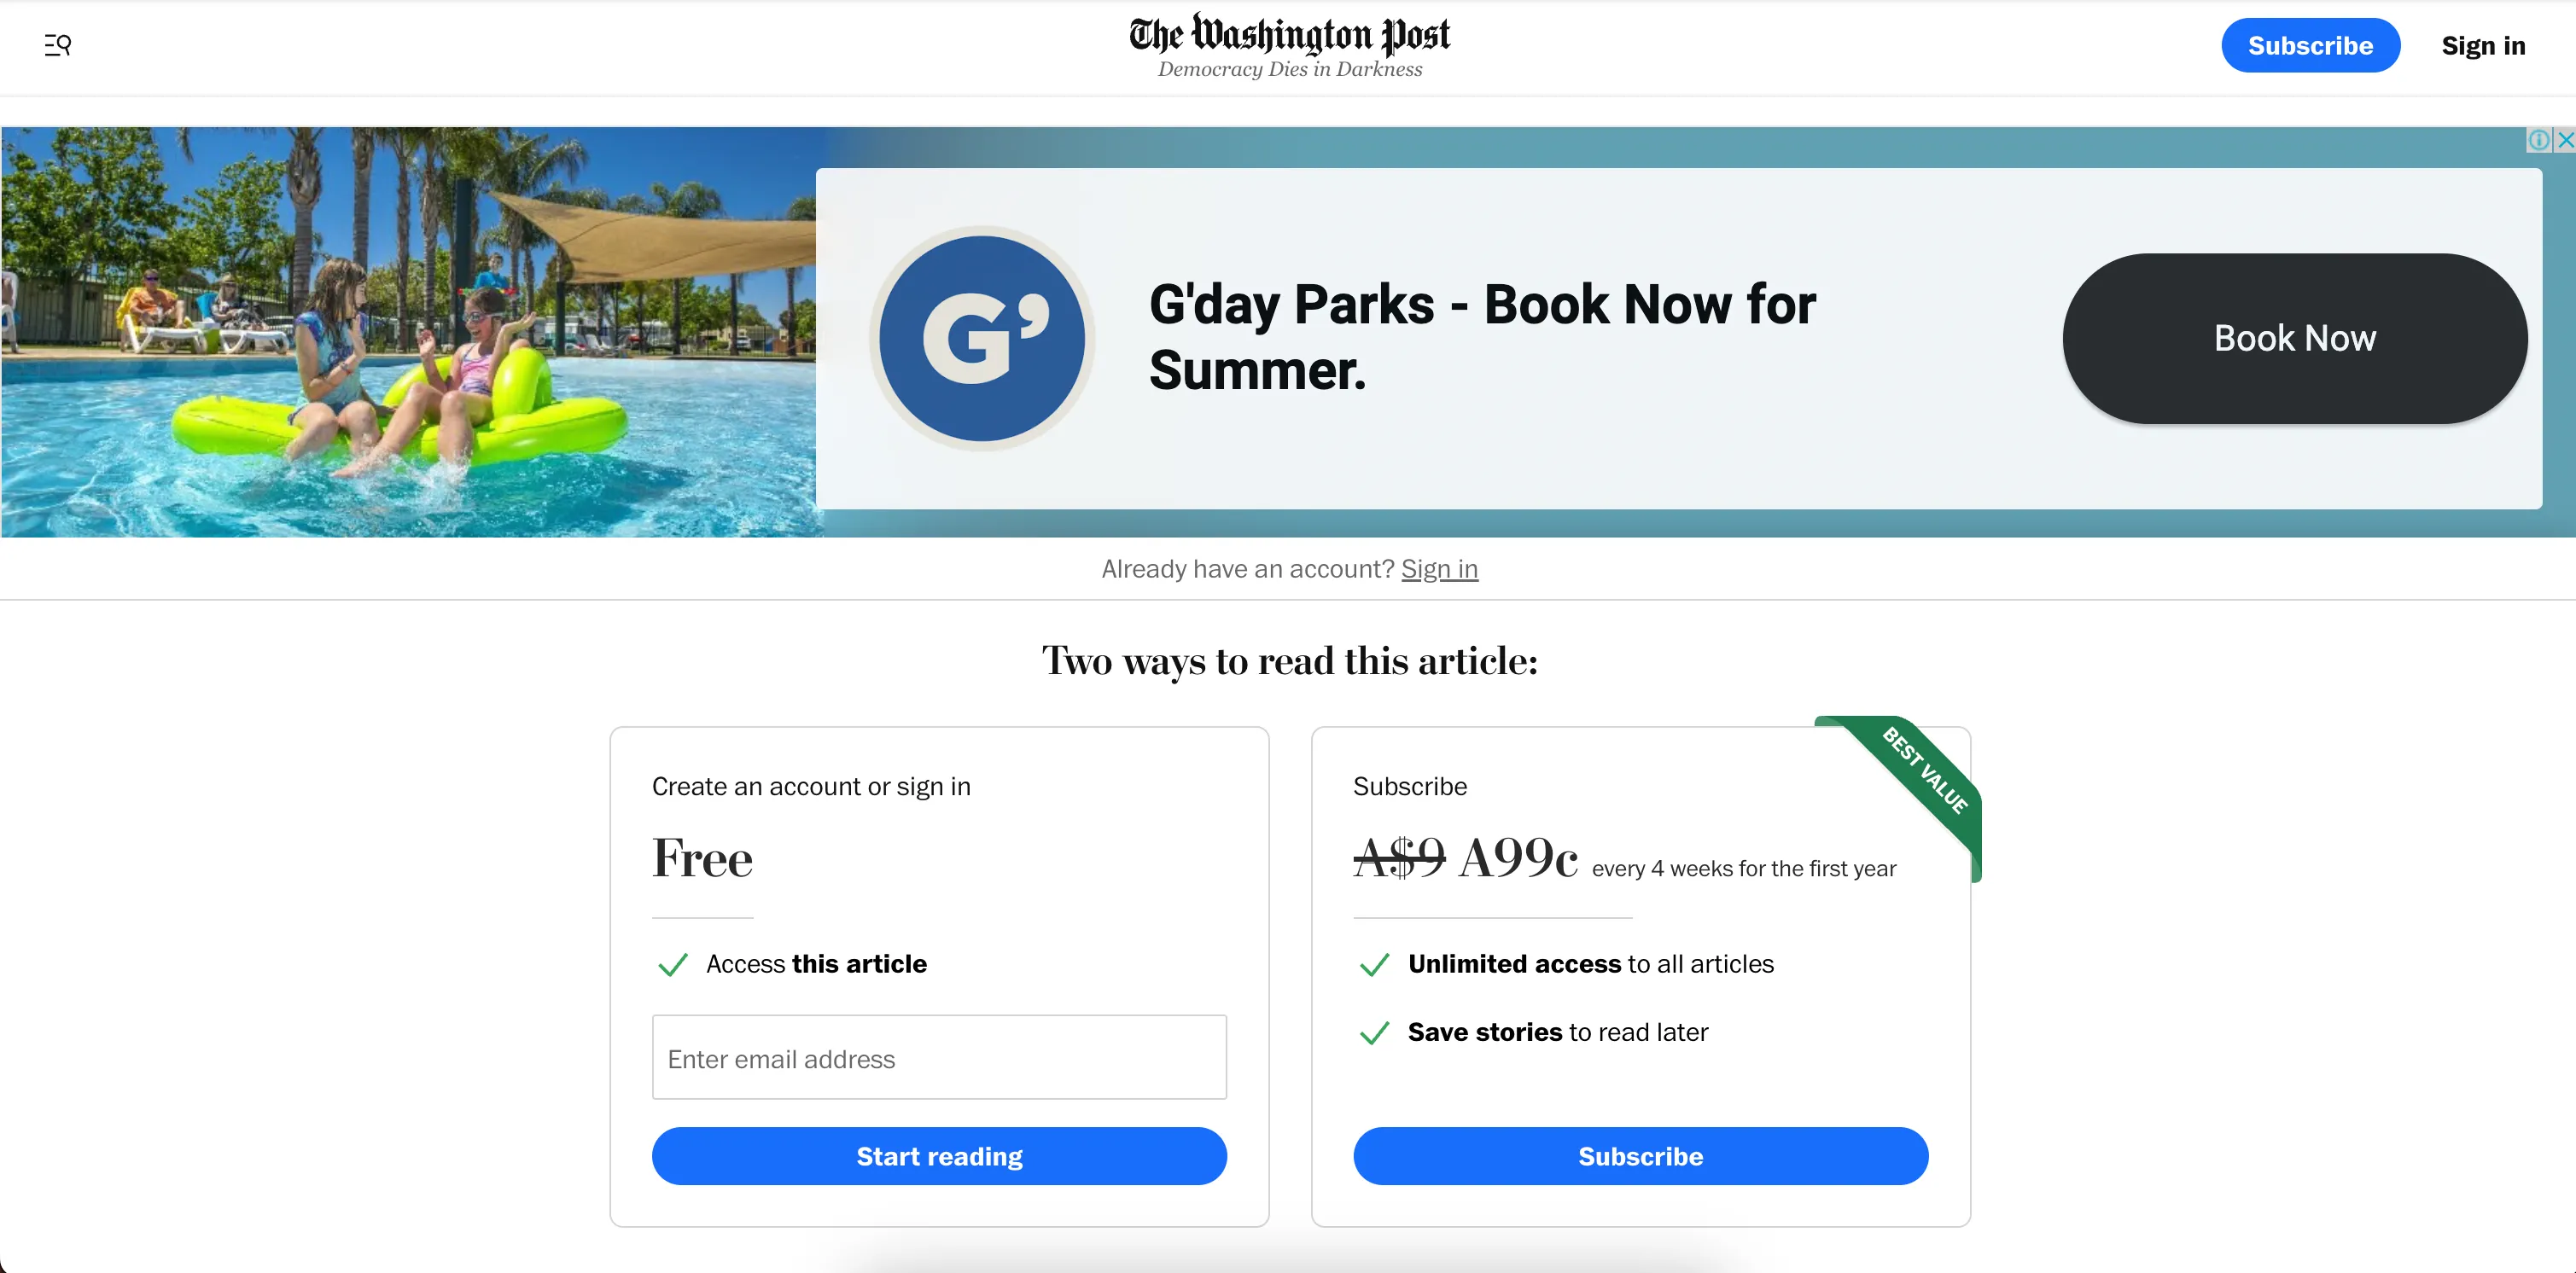 The Washington Post
Democracy Dies in Darkness
Subscribe
Sign in
G'
G'day Parks - Book Now for
Summer.
Book Now
Already have an account? Sign in
Two ways to read this article:
Create an account or sign in
Free
Access this article
Enter email address
Start reading
BEST VALUE
Subscribe
A$9 A99c every 4 weeks for the first year
Unlimited access to all articles
Save stories to read later
Subscribe